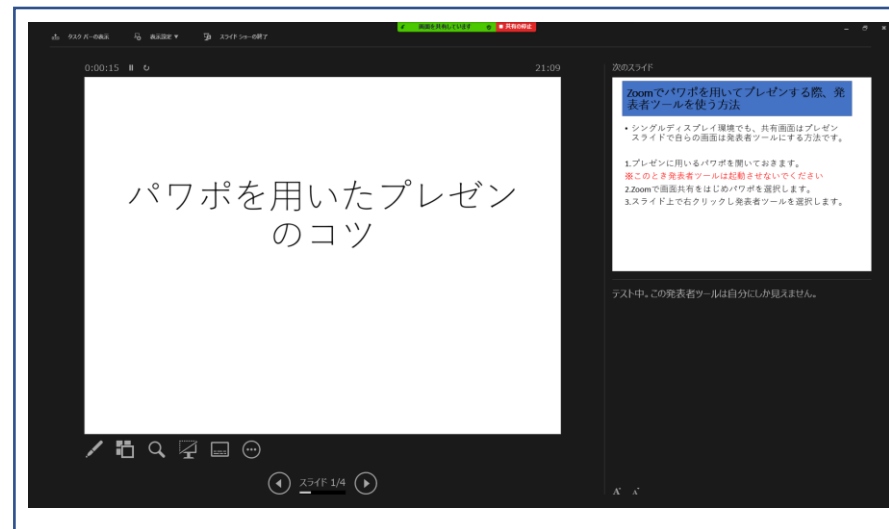 タスク バーの表示 表示設定 ▼ スライド ショーの終了
画面を共有しています ■ 共有の停止
0:00:15 21:09
パワポを用いたプレゼン
のコツ
スライド 1/4
次のスライド
Zoomでパワポを用いてプレゼンする際、発
表者ツールを使う方法
• シングルディスプレイ環境でも、共有画面はプレゼン
スライドで自らの画面は発表者ツールにする方法です。
1.プレゼンに用いるパワポを開いておきます。
※このとき発表者ツールは起動させないでください
2.Zoomで画面共有をはじめパワポを選択します。
3.スライド上で右クリックし発表者ツールを選択します。
テスト中。この発表者ツールは自分にしか見えません。
A A